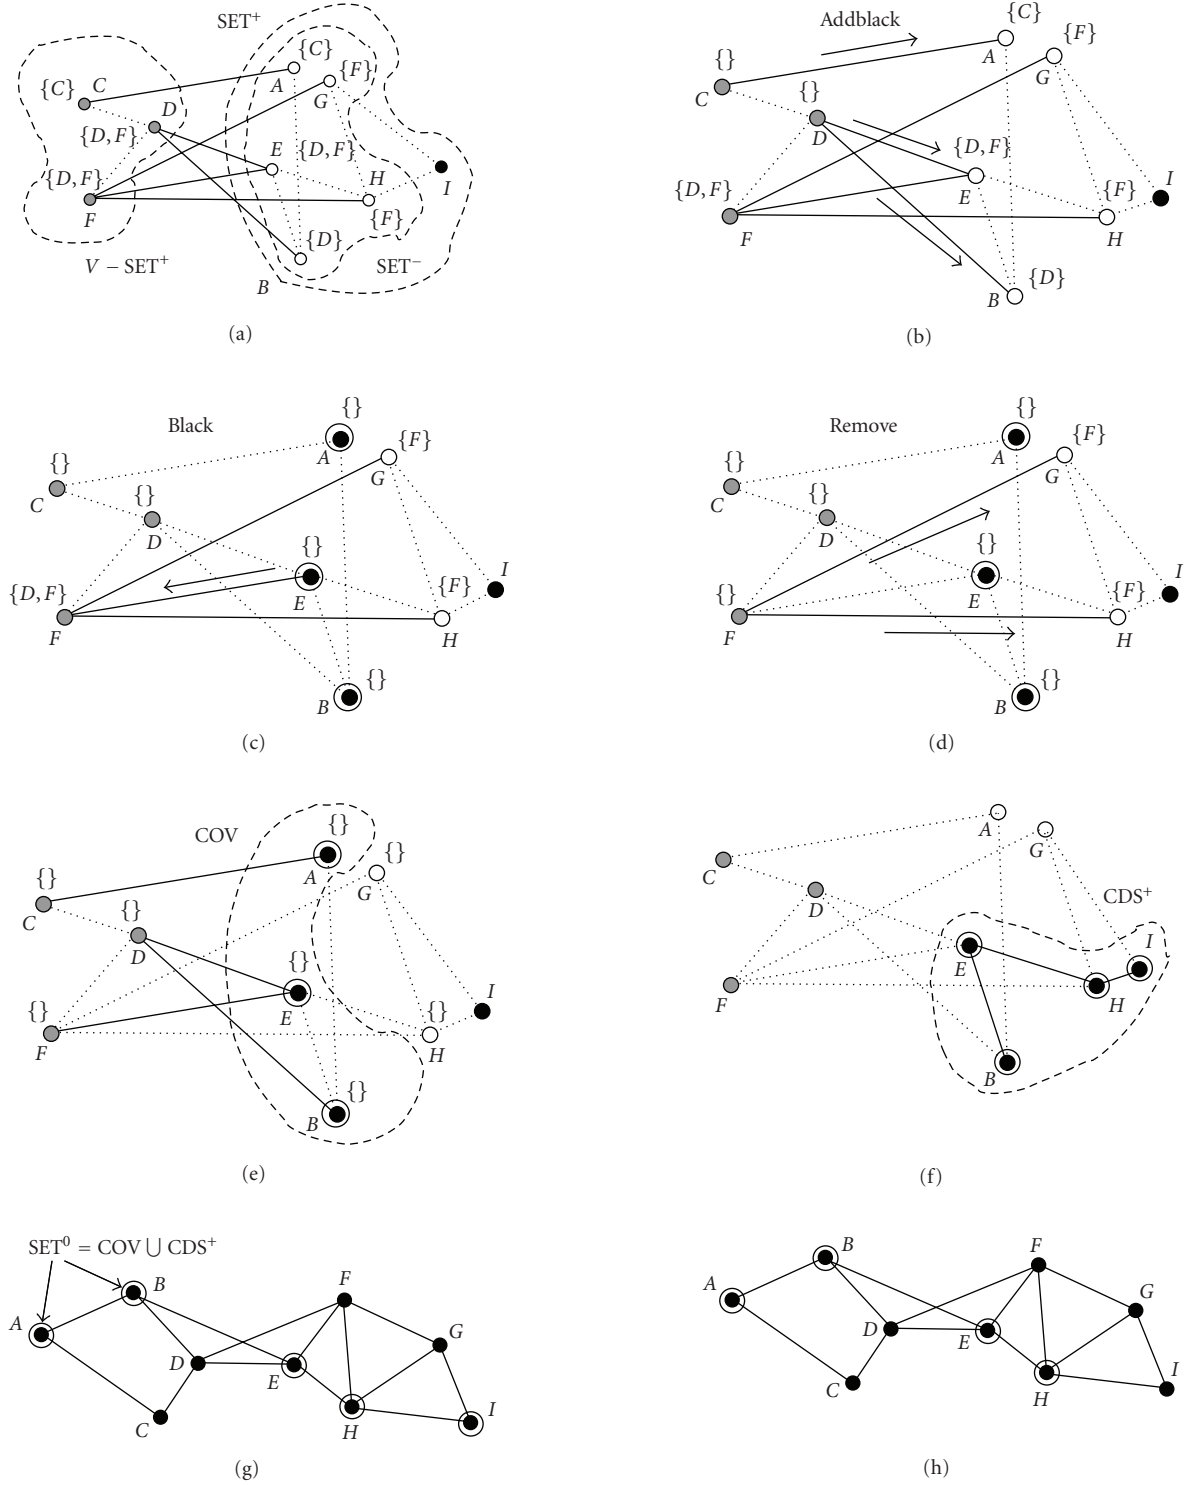 SET⁺
{C}
{C} C
{F}
A
G
D
{D, F}
E
{D, F}
{D, F}
H
I
F
{F}
{D}
V − SET⁺
SET⁻
B
(a)
Addblack
{C}
{F}
{}
A
G
{}
C
D
{D, F}
{D, F}
E
{F}
I
F
H
{D}
B
(b)
Black
{}
{F}
A
{}
G
{}
C
D
{}
I
{D, F}
{F}
E
F
H
{}
B
(c)
Remove
{}
{F}
A
{}
G
{}
C
D
{}
I
{}
{F}
E
F
H
{}
B
(d)
COV
{}
{}
{}
A
G
{}
C
D
{}
I
{}
{}
E
F
H
{}
B
(e)
A
G
C
CDS⁺
D
I
E
F
H
B
(f)
SET⁰ = COV ⋃ CDS⁺
B
F
A
G
D
E
I
C
H
(g)
B
F
A
G
D
E
I
C
H
(h)